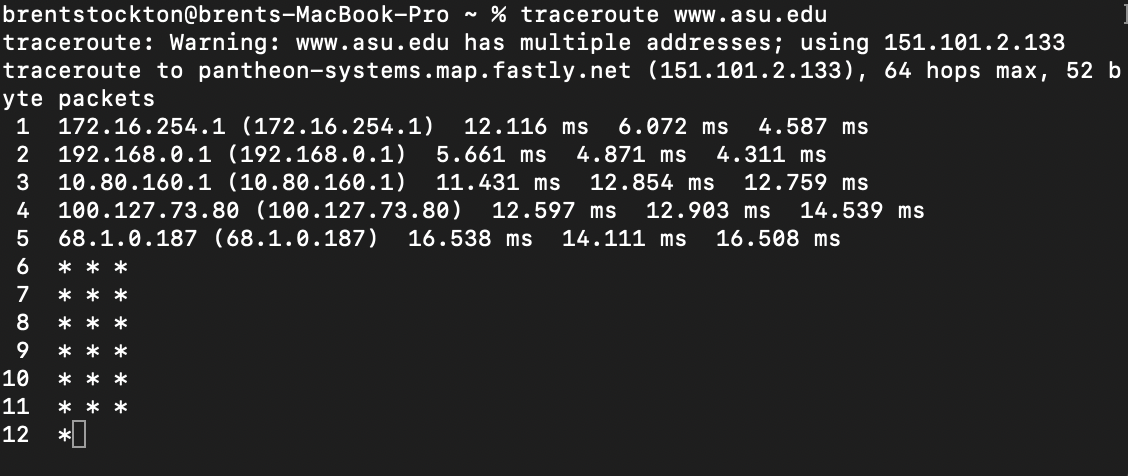 brentstockton@brents-MacBook-Pro ~ % traceroute www.asu.edu
traceroute: Warning: www.asu.edu has multiple addresses; using 151.101.2.133
traceroute to pantheon-systems.map.fastly.net (151.101.2.133), 64 hops max, 52 b
yte packets
 1  172.16.254.1 (172.16.254.1)  12.116 ms  6.072 ms  4.587 ms
 2  192.168.0.1 (192.168.0.1)  5.661 ms  4.871 ms  4.311 ms
 3  10.80.160.1 (10.80.160.1)  11.431 ms  12.854 ms  12.759 ms
 4  100.127.73.80 (100.127.73.80)  12.597 ms  12.903 ms  14.539 ms
 5  68.1.0.187 (68.1.0.187)  16.538 ms  14.111 ms  16.508 ms
 6  * * *
 7  * * *
 8  * * *
 9  * * *
10  * * *
11  * * *
12  *